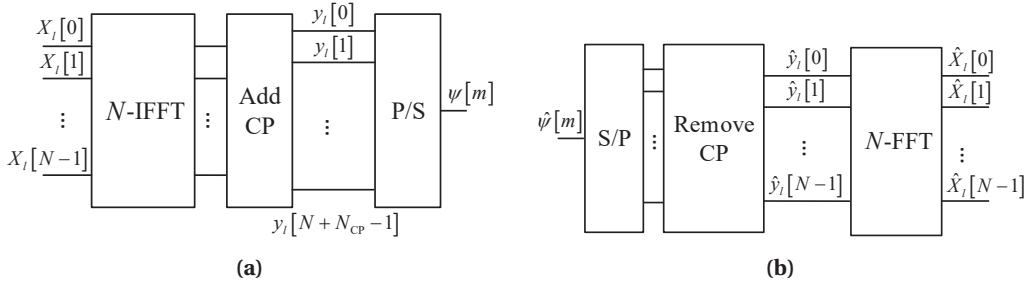 X_l[0]
X_l[1]
⋮
X_l[N−1]
N-IFFT
⋮
Add
CP
y_l[0]
y_l[1]
⋮
y_l[N+N_CP−1]
P/S
ψ[m]
(a)
ψ̂[m]
S/P
⋮
Remove
CP
ŷ_l[0]
ŷ_l[1]
⋮
ŷ_l[N−1]
N-FFT
X̂_l[0]
X̂_l[1]
⋮
X̂_l[N−1]
(b)